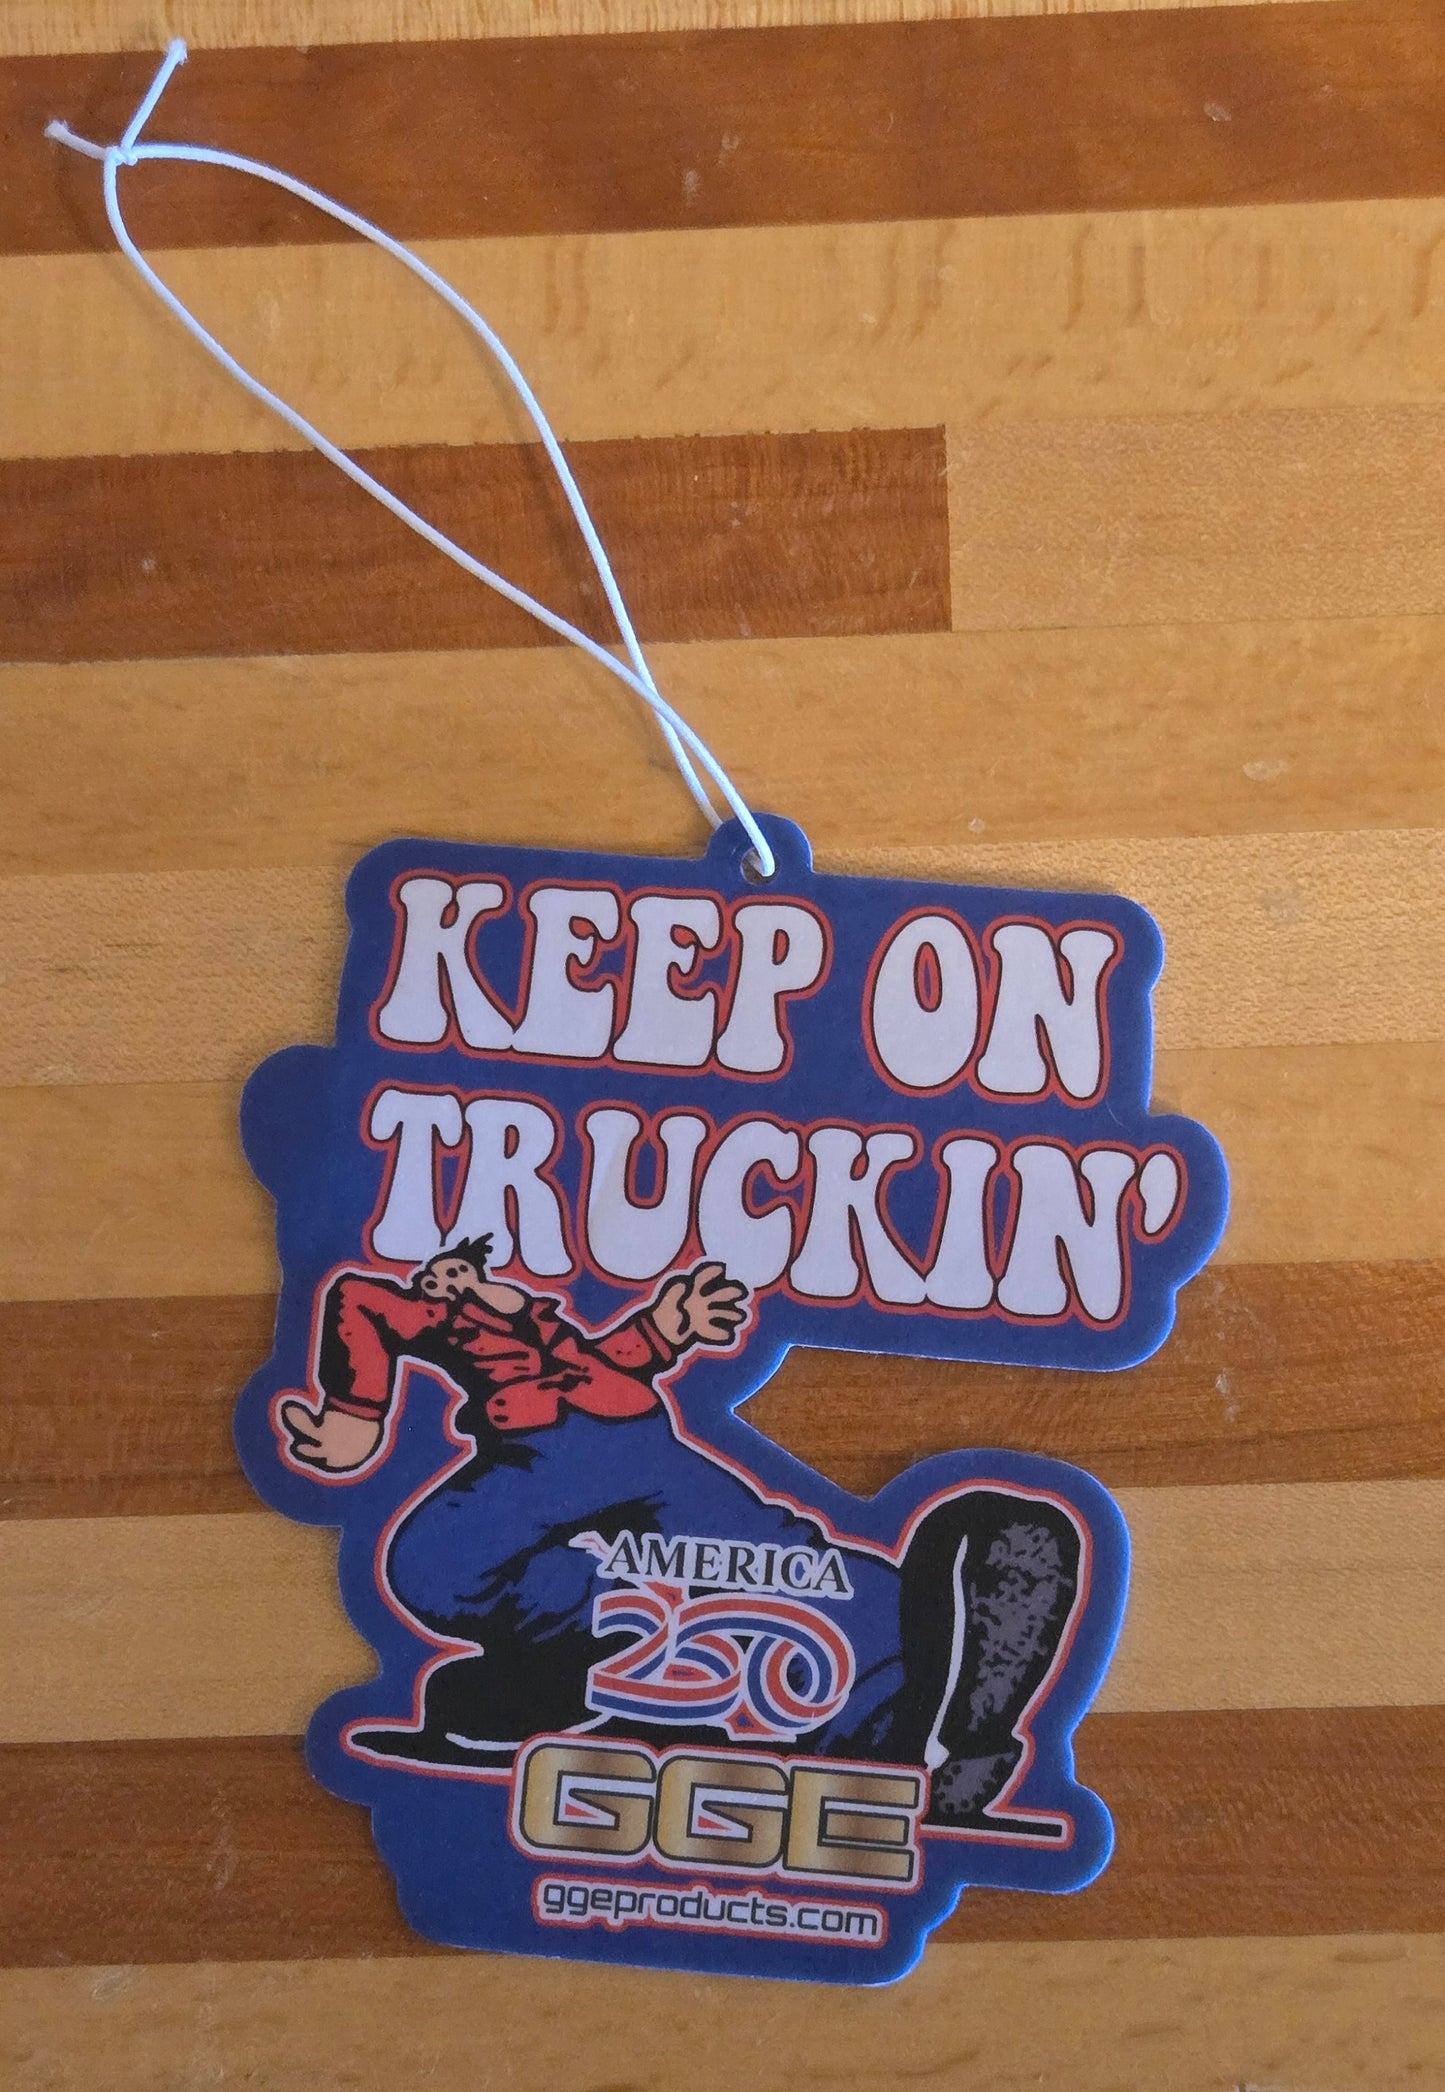 KEEP ON
TRUCKIN'
AMERICA
250
GGE
ggeproducts.com